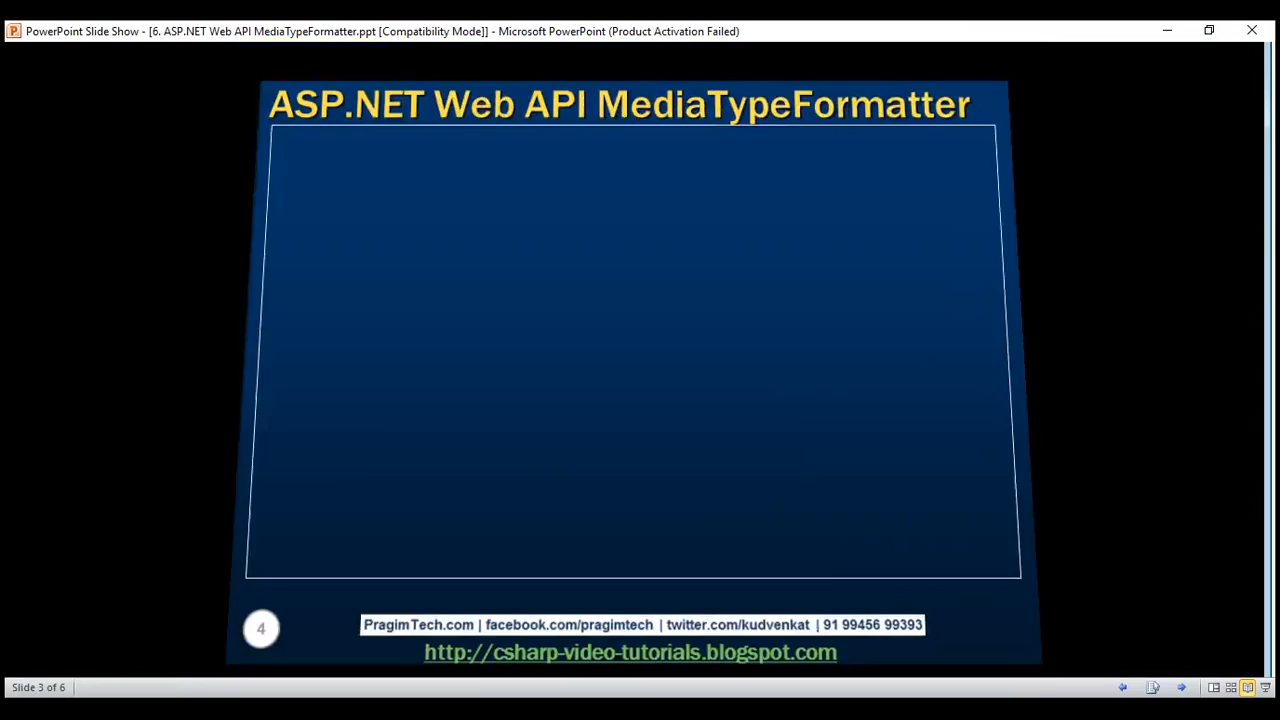 PowerPoint Slide Show - [6. ASP.NET Web API MediaTypeFormatter.ppt [Compatibility Mode]] - Microsoft PowerPoint (Product Activation Failed)
ASP.NET Web API MediaTypeFormatter
4
PragimTech.com | facebook.com/pragimtech | twitter.com/kudvenkat | 91 99456 99393
http://csharp-video-tutorials.blogspot.com
Slide 3 of 6